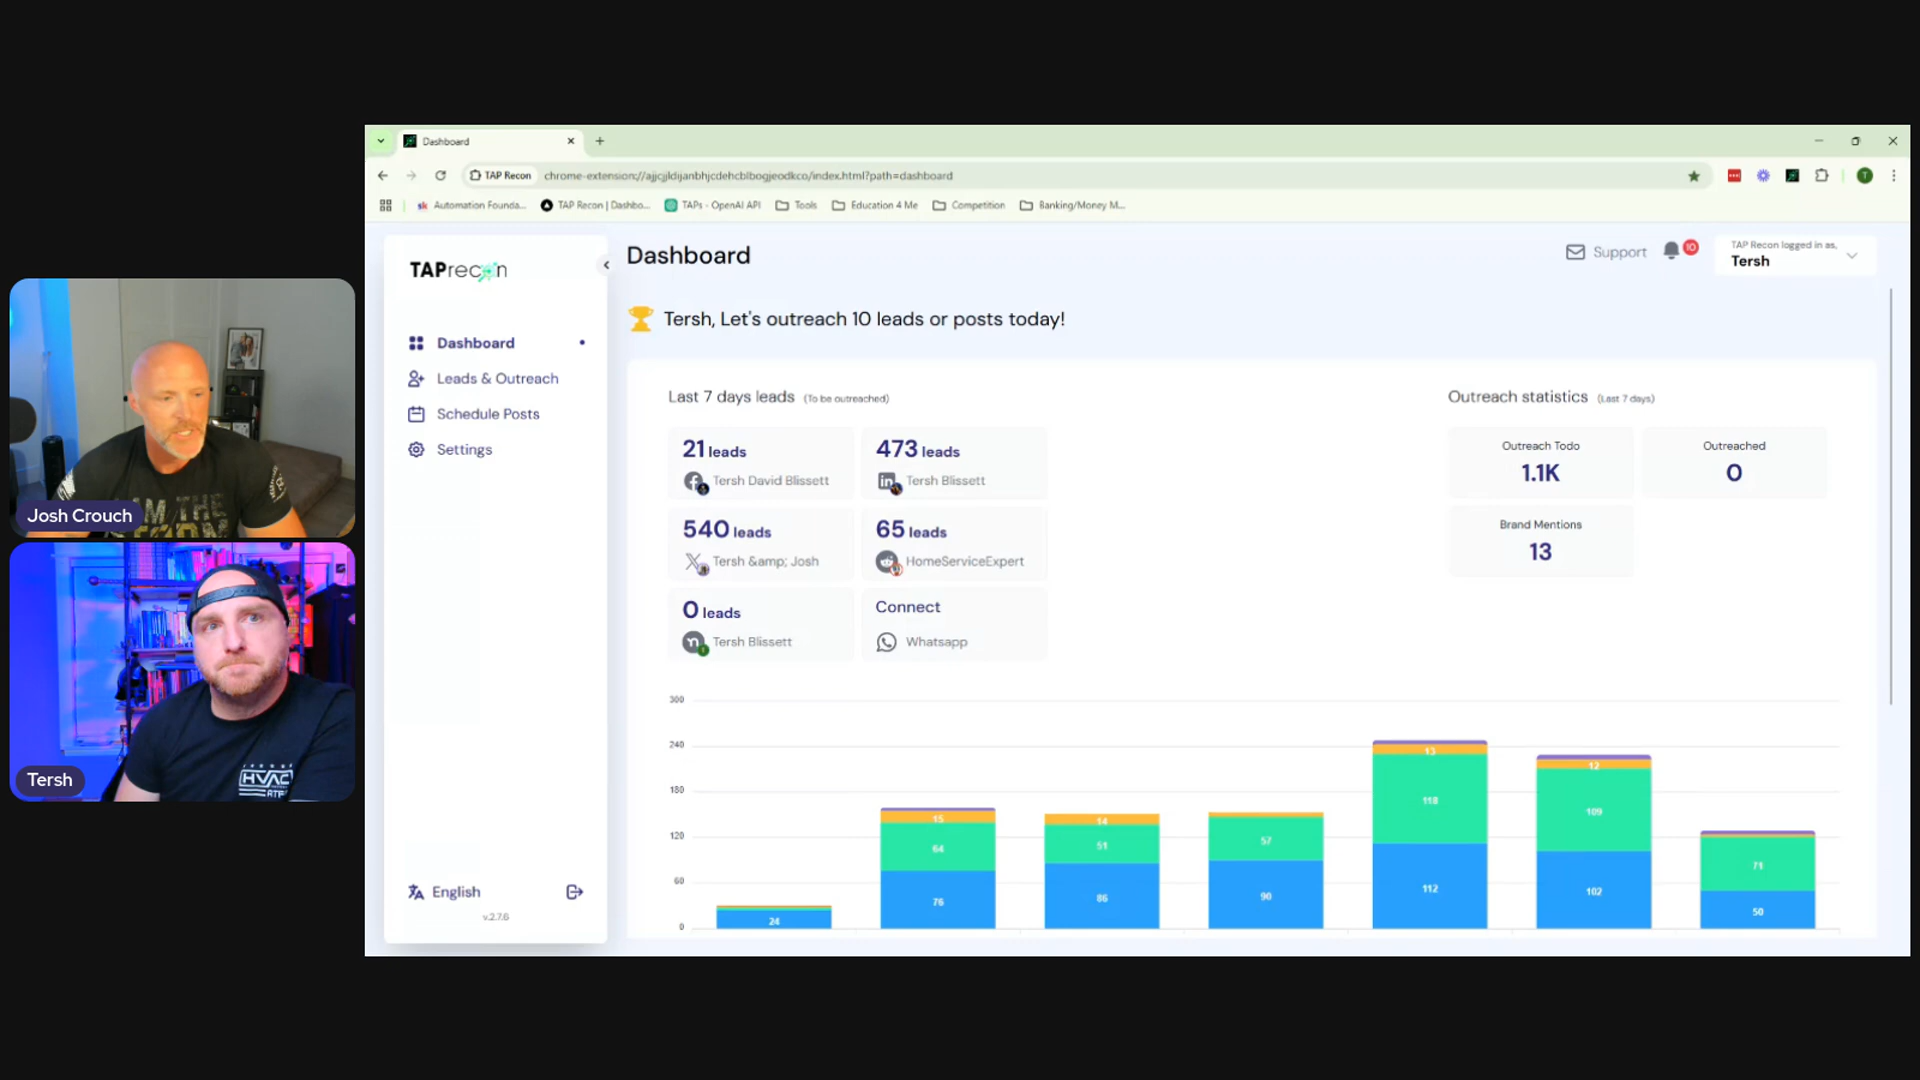 Dashboard
TAP Recon
chrome-extension://ajjcjjldijanbhjcdehcblbogjeodkco/index.html?path=dashboard
Automation Founda...
TAP Recon | Dashbo...
TAPs - OpenAI API
Tools
Education 4 Me
Competition
Banking/Money M...
TAPrecon
Dashboard
Leads & Outreach
Schedule Posts
Settings
English
v.2.7.6
Dashboard
Support
10
TAP Recon logged in as,
Tersh
Tersh, Let's outreach 10 leads or posts today!
Last 7 days leads (To be outreached)
21 leads
Tersh David Blissett
473 leads
Tersh Blissett
540 leads
Tersh &amp; Josh
65 leads
HomeServiceExpert
0 leads
Tersh Blissett
Connect
Whatsapp
Outreach statistics (Last 7 days)
Outreach Todo
1.1K
Outreached
0
Brand Mentions
13
300
240
180
120
60
0
24
15
64
76
14
51
86
57
90
13
118
112
12
109
102
71
50
Josh Crouch
AM THE
Tersh
HVAC